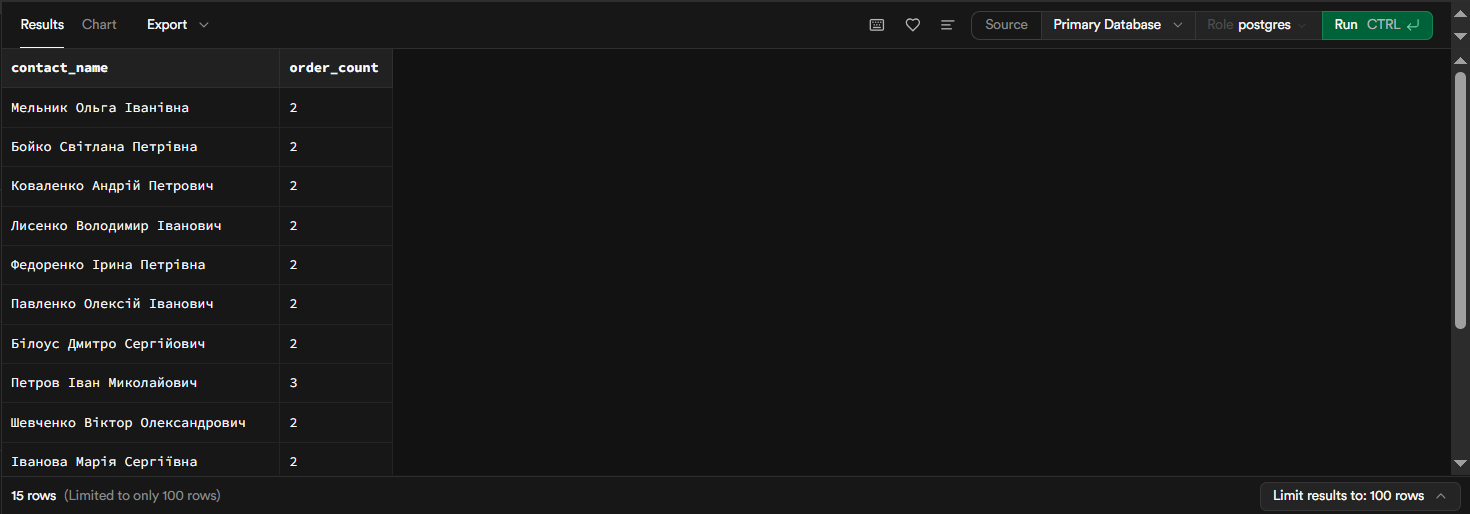 Results Chart Export Source Primary Database Role postgres Run CTRL
contact_name order_count
Мельник Ольга Іванівна 2
Бойко Світлана Петрівна 2
Коваленко Андрій Петрович 2
Лисенко Володимир Іванович 2
Федоренко Ірина Петрівна 2
Павленко Олексій Іванович 2
Білоус Дмитро Сергійович 2
Петров Іван Миколайович 3
Шевченко Віктор Олександрович 2
Іванова Марія Сергіївна 2
15 rows (Limited to only 100 rows) Limit results to: 100 rows